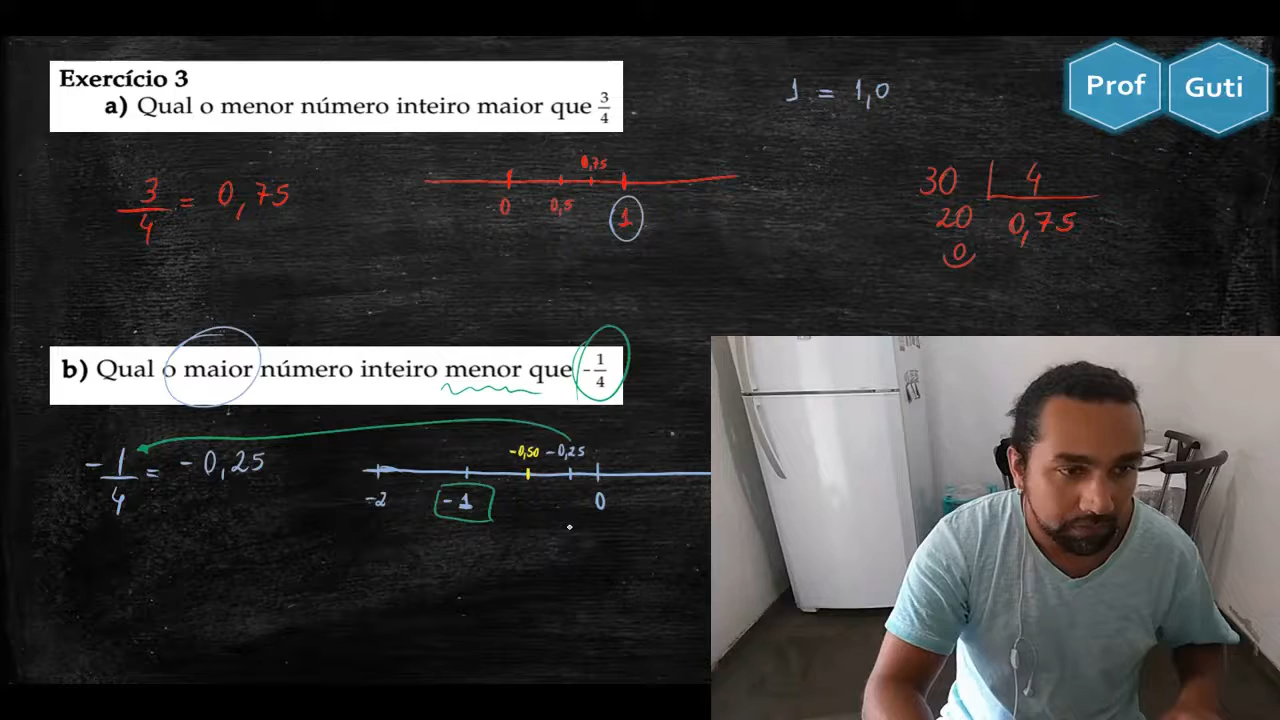 Exercício 3
a) Qual o menor número inteiro maior que 3/4
1 = 1,0
Prof Guti
3/4 = 0,75
0,75
0 0,5 1
30 | 4
20 0,75
0
b) Qual o maior número inteiro menor que -1/4
-1/4 = -0,25
-0,50 -0,25
-2 -1 0